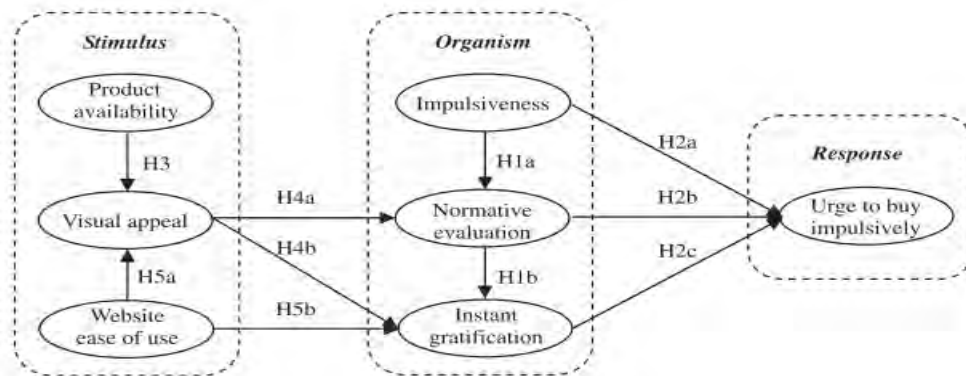 Stimulus
Product
availability
H3
Visual appeal
H5a
Website
ease of use
H4a
H4b
H5b
Organism
Impulsiveness
H1a
Normative
evaluation
H1b
Instant
gratification
H2a
H2b
H2c
Response
Urge to buy
impulsively